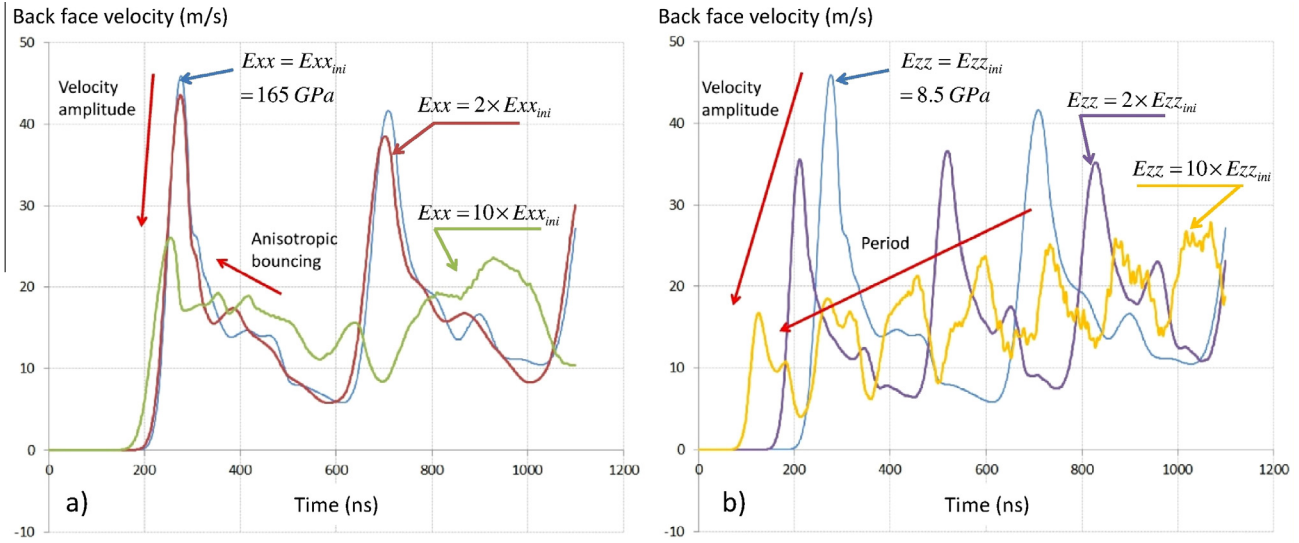 Back face velocity (m/s)
50
40
30
20
10
0
-10
0
200
400
600
800
1000
1200
Velocity
amplitude
Exx = Exx_ini
= 165 GPa
Exx = 2 × Exx_ini
Exx = 10 × Exx_ini
Anisotropic
bouncing
a)
Time (ns)
Back face velocity (m/s)
50
40
30
20
10
0
-10
0
200
400
600
800
1000
1200
Velocity
amplitude
Ezz = Ezz_ini
= 8.5 GPa
Ezz = 2 × Ezz_ini
Ezz = 10 × Ezz_ini
Period
b)
Time (ns)